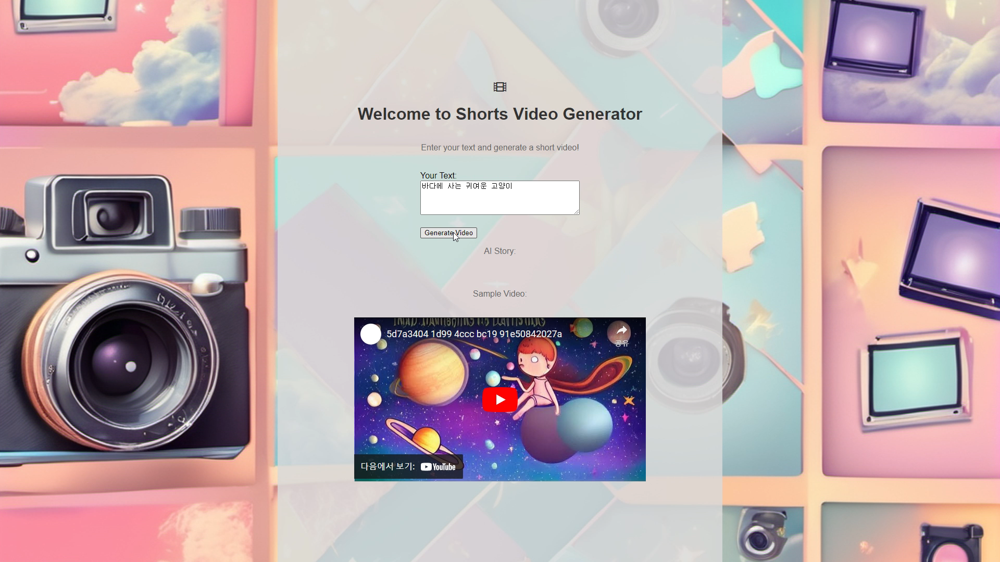 Welcome to Shorts Video Generator
Enter your text and generate a short video!
Your Text:
바다에 사는 귀여운 고양이
Generate Video
AI Story:
Sample Video:
5d7a3404 1d99 4ccc bc19 91e50842027a
공유
다음에서 보기: YouTube